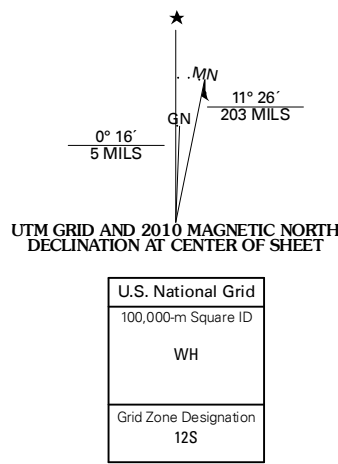 MN
GN
11° 26´
203 MILS
0° 16´
5 MILS
UTM GRID AND 2010 MAGNETIC NORTH
DECLINATION AT CENTER OF SHEET
U.S. National Grid
100,000-m Square ID
WH
Grid Zone Designation
12S